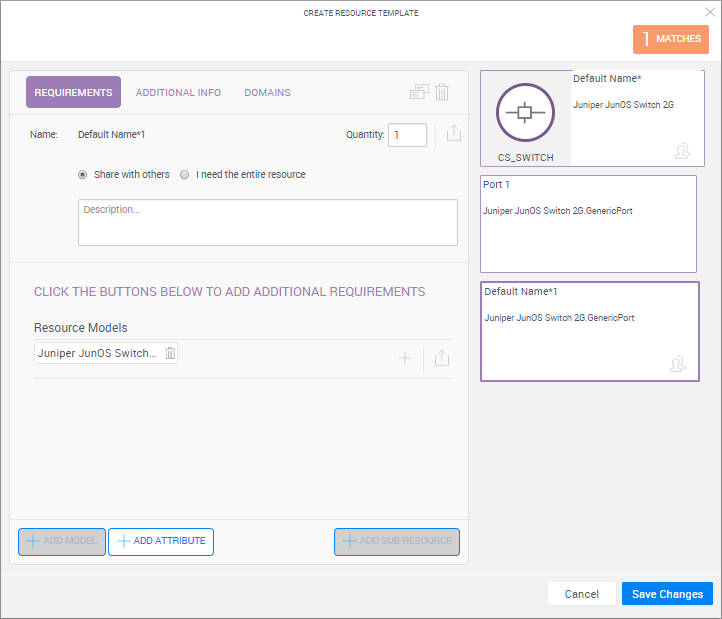 CREATE RESOURCE TEMPLATE
1 MATCHES
REQUIREMENTS
ADDITIONAL INFO
DOMAINS
Name:
Default Name*1
Quantity:
1
Share with others
I need the entire resource
Description...
CLICK THE BUTTONS BELOW TO ADD ADDITIONAL REQUIREMENTS
Resource Models
Juniper JunOS Switch...
ADD MODEL
ADD ATTRIBUTE
ADD SUB-RESOURCE
CS_SWITCH
Default Name*
Juniper JunOS Switch 2G
Port 1
Juniper JunOS Switch 2G.GenericPort
Default Name*1
Juniper JunOS Switch 2G.GenericPort
Cancel
Save Changes